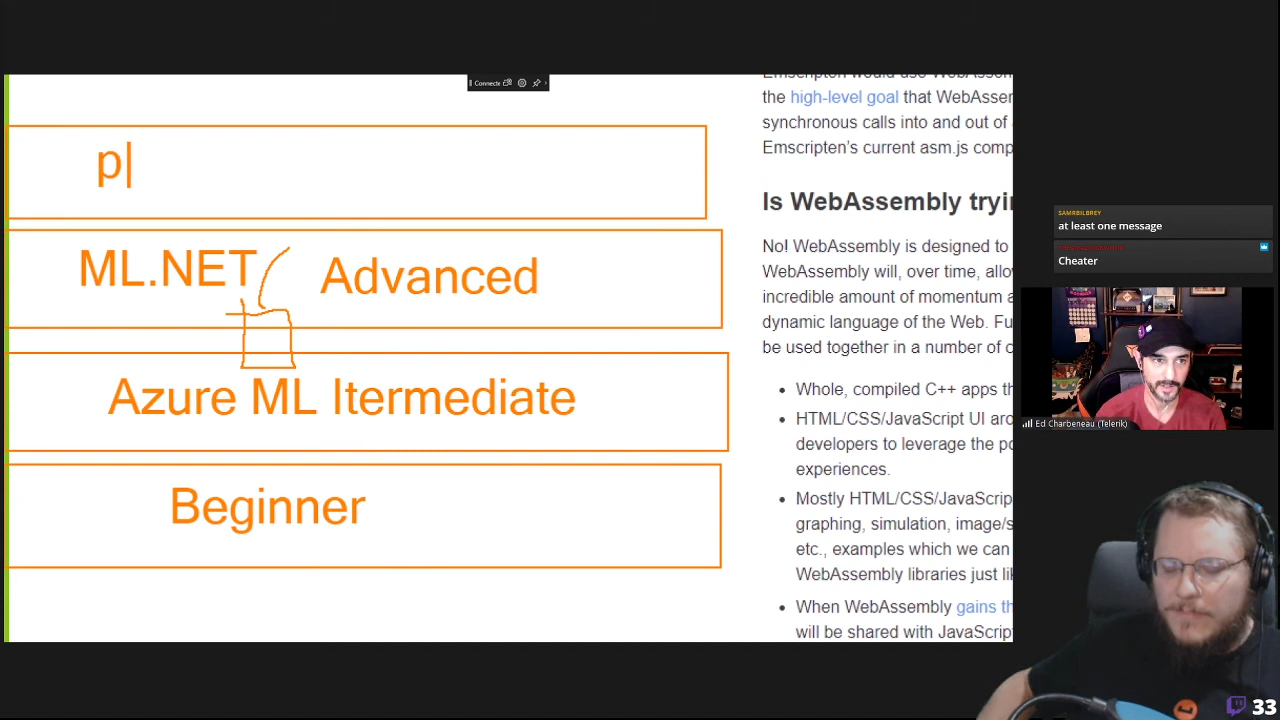 Connecte
p|
ML.NET
Advanced
Azure ML Itermediate
Beginner
the high-level goal that WebAssem
synchronous calls into and out of
Emscripten's current asm.js comp
Is WebAssembly tryin
No! WebAssembly is designed to
WebAssembly will, over time, allow
incredible amount of momentum a
dynamic language of the Web. Fu
be used together in a number of c
Whole, compiled C++ apps th
HTML/CSS/JavaScript UI aro
developers to leverage the po
experiences.
Mostly HTML/CSS/JavaScrip
graphing, simulation, image/s
etc., examples which we can
WebAssembly libraries just lik
When WebAssembly gains th
will be shared with JavaScript
SAMRBILBREY
at least one message
Cheater
Ed Charbeneau (Telerik)
33